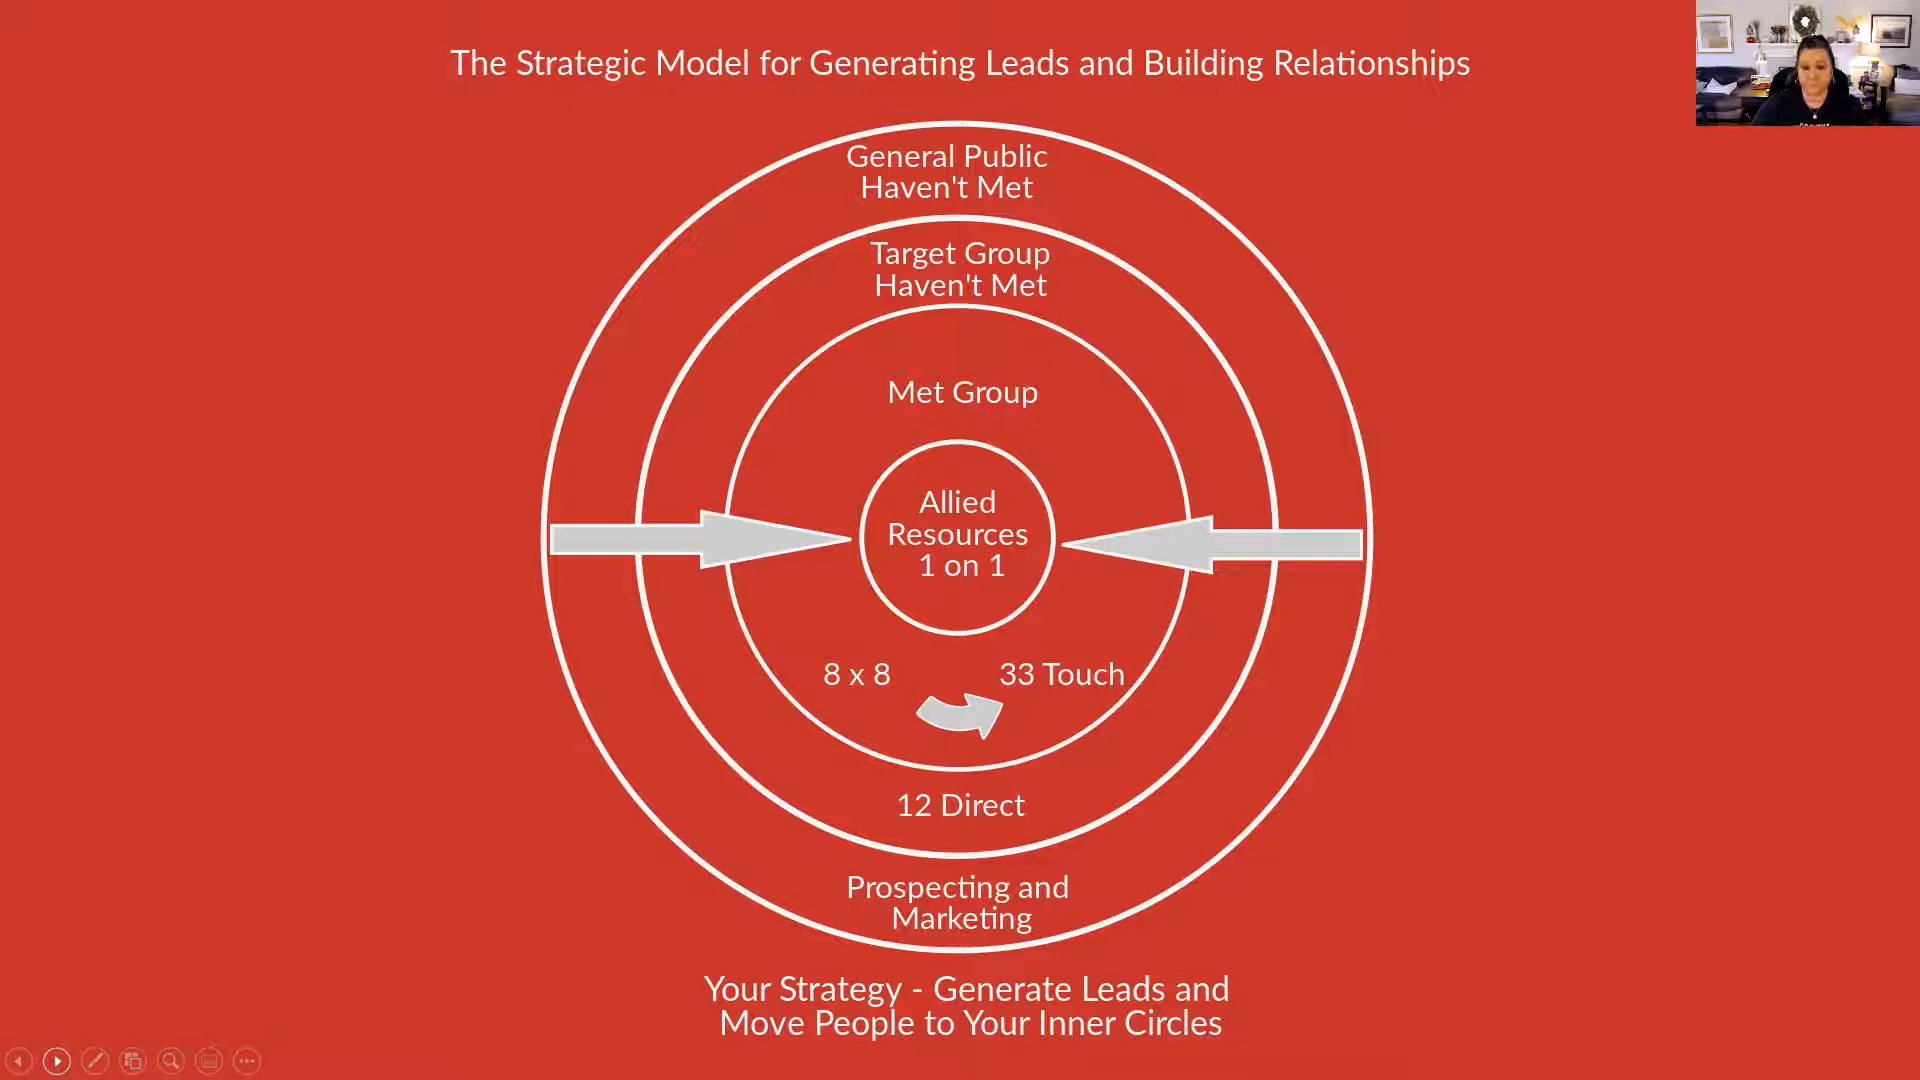 The Strategic Model for Generating Leads and Building Relationships
General Public
Haven't Met
Target Group
Haven't Met
Met Group
Allied
Resources
1 on 1
8 x 8
33 Touch
12 Direct
Prospecting and
Marketing
Your Strategy - Generate Leads and
Move People to Your Inner Circles